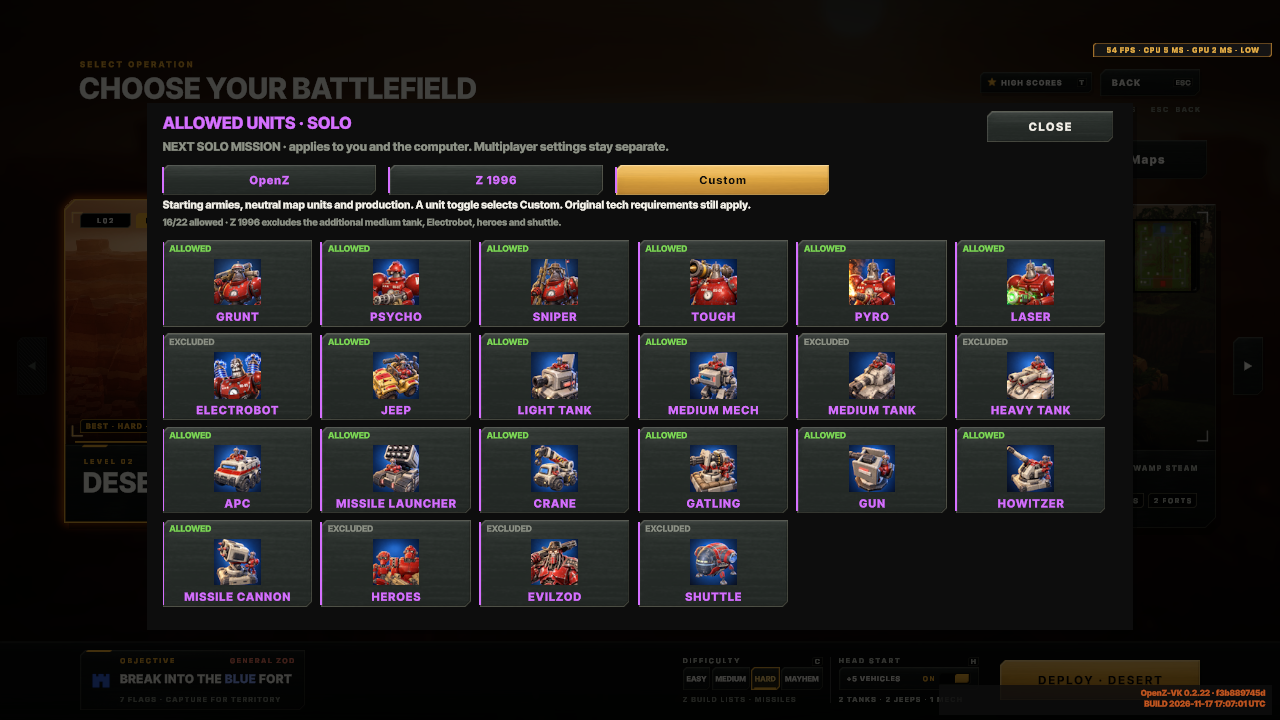 54 FPS · CPU 5 MS · GPU 2 MS · LOW
SELECT OPERATION
CHOOSE YOUR BATTLEFIELD
HIGH SCORES T
BACK ESC
ESC BACK
ALLOWED UNITS · SOLO
CLOSE
NEXT SOLO MISSION · applies to you and the computer. Multiplayer settings stay separate.
Maps
OpenZ
Z 1996
Custom
Starting armies, neutral map units and production. A unit toggle selects Custom. Original tech requirements still apply.
16/22 allowed · Z 1996 excludes the additional medium tank, Electrobot, heroes and shuttle.
L02
ALLOWED
GRUNT
ALLOWED
PSYCHO
ALLOWED
SNIPER
ALLOWED
TOUGH
ALLOWED
PYRO
ALLOWED
LASER
EXCLUDED
ELECTROBOT
ALLOWED
JEEP
ALLOWED
LIGHT TANK
ALLOWED
MEDIUM MECH
EXCLUDED
MEDIUM TANK
EXCLUDED
HEAVY TANK
BEST · HARD
ALLOWED
APC
ALLOWED
MISSILE LAUNCHER
ALLOWED
CRANE
ALLOWED
GATLING
ALLOWED
GUN
ALLOWED
HOWITZER
LEVEL 02
DESE
WAMP STEAM
2 FORTS
ALLOWED
MISSILE CANNON
EXCLUDED
HEROES
EXCLUDED
EVILZOD
EXCLUDED
SHUTTLE
OBJECTIVE GENERAL ZOD
BREAK INTO THE BLUE FORT
7 FLAGS · CAPTURE FOR TERRITORY
DIFFICULTY C
EASY MEDIUM HARD MAYHEM
Z BUILD LISTS · MISSILES
HEAD START H
+5 VEHICLES ON
2 TANKS · 2 JEEPS · 1 MECH
DEPLOY · DESERT
OpenZ-VK 0.2.22 · f3b889745d
BUILD 2026-11-17 17:07:01 UTC